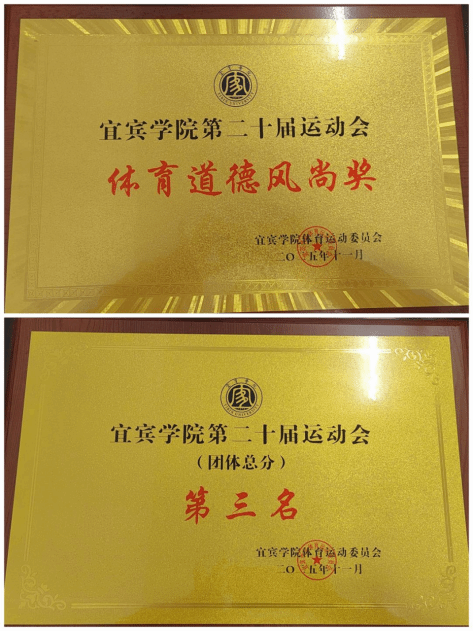 宜宾学院第二十届运动会
体育道德风尚奖
宜宾学院体育运动委员会
二〇一五年十一月
宜宾学院第二十届运动会
（团体总分）
第三名
宜宾学院体育运动委员会
二〇一五年十一月